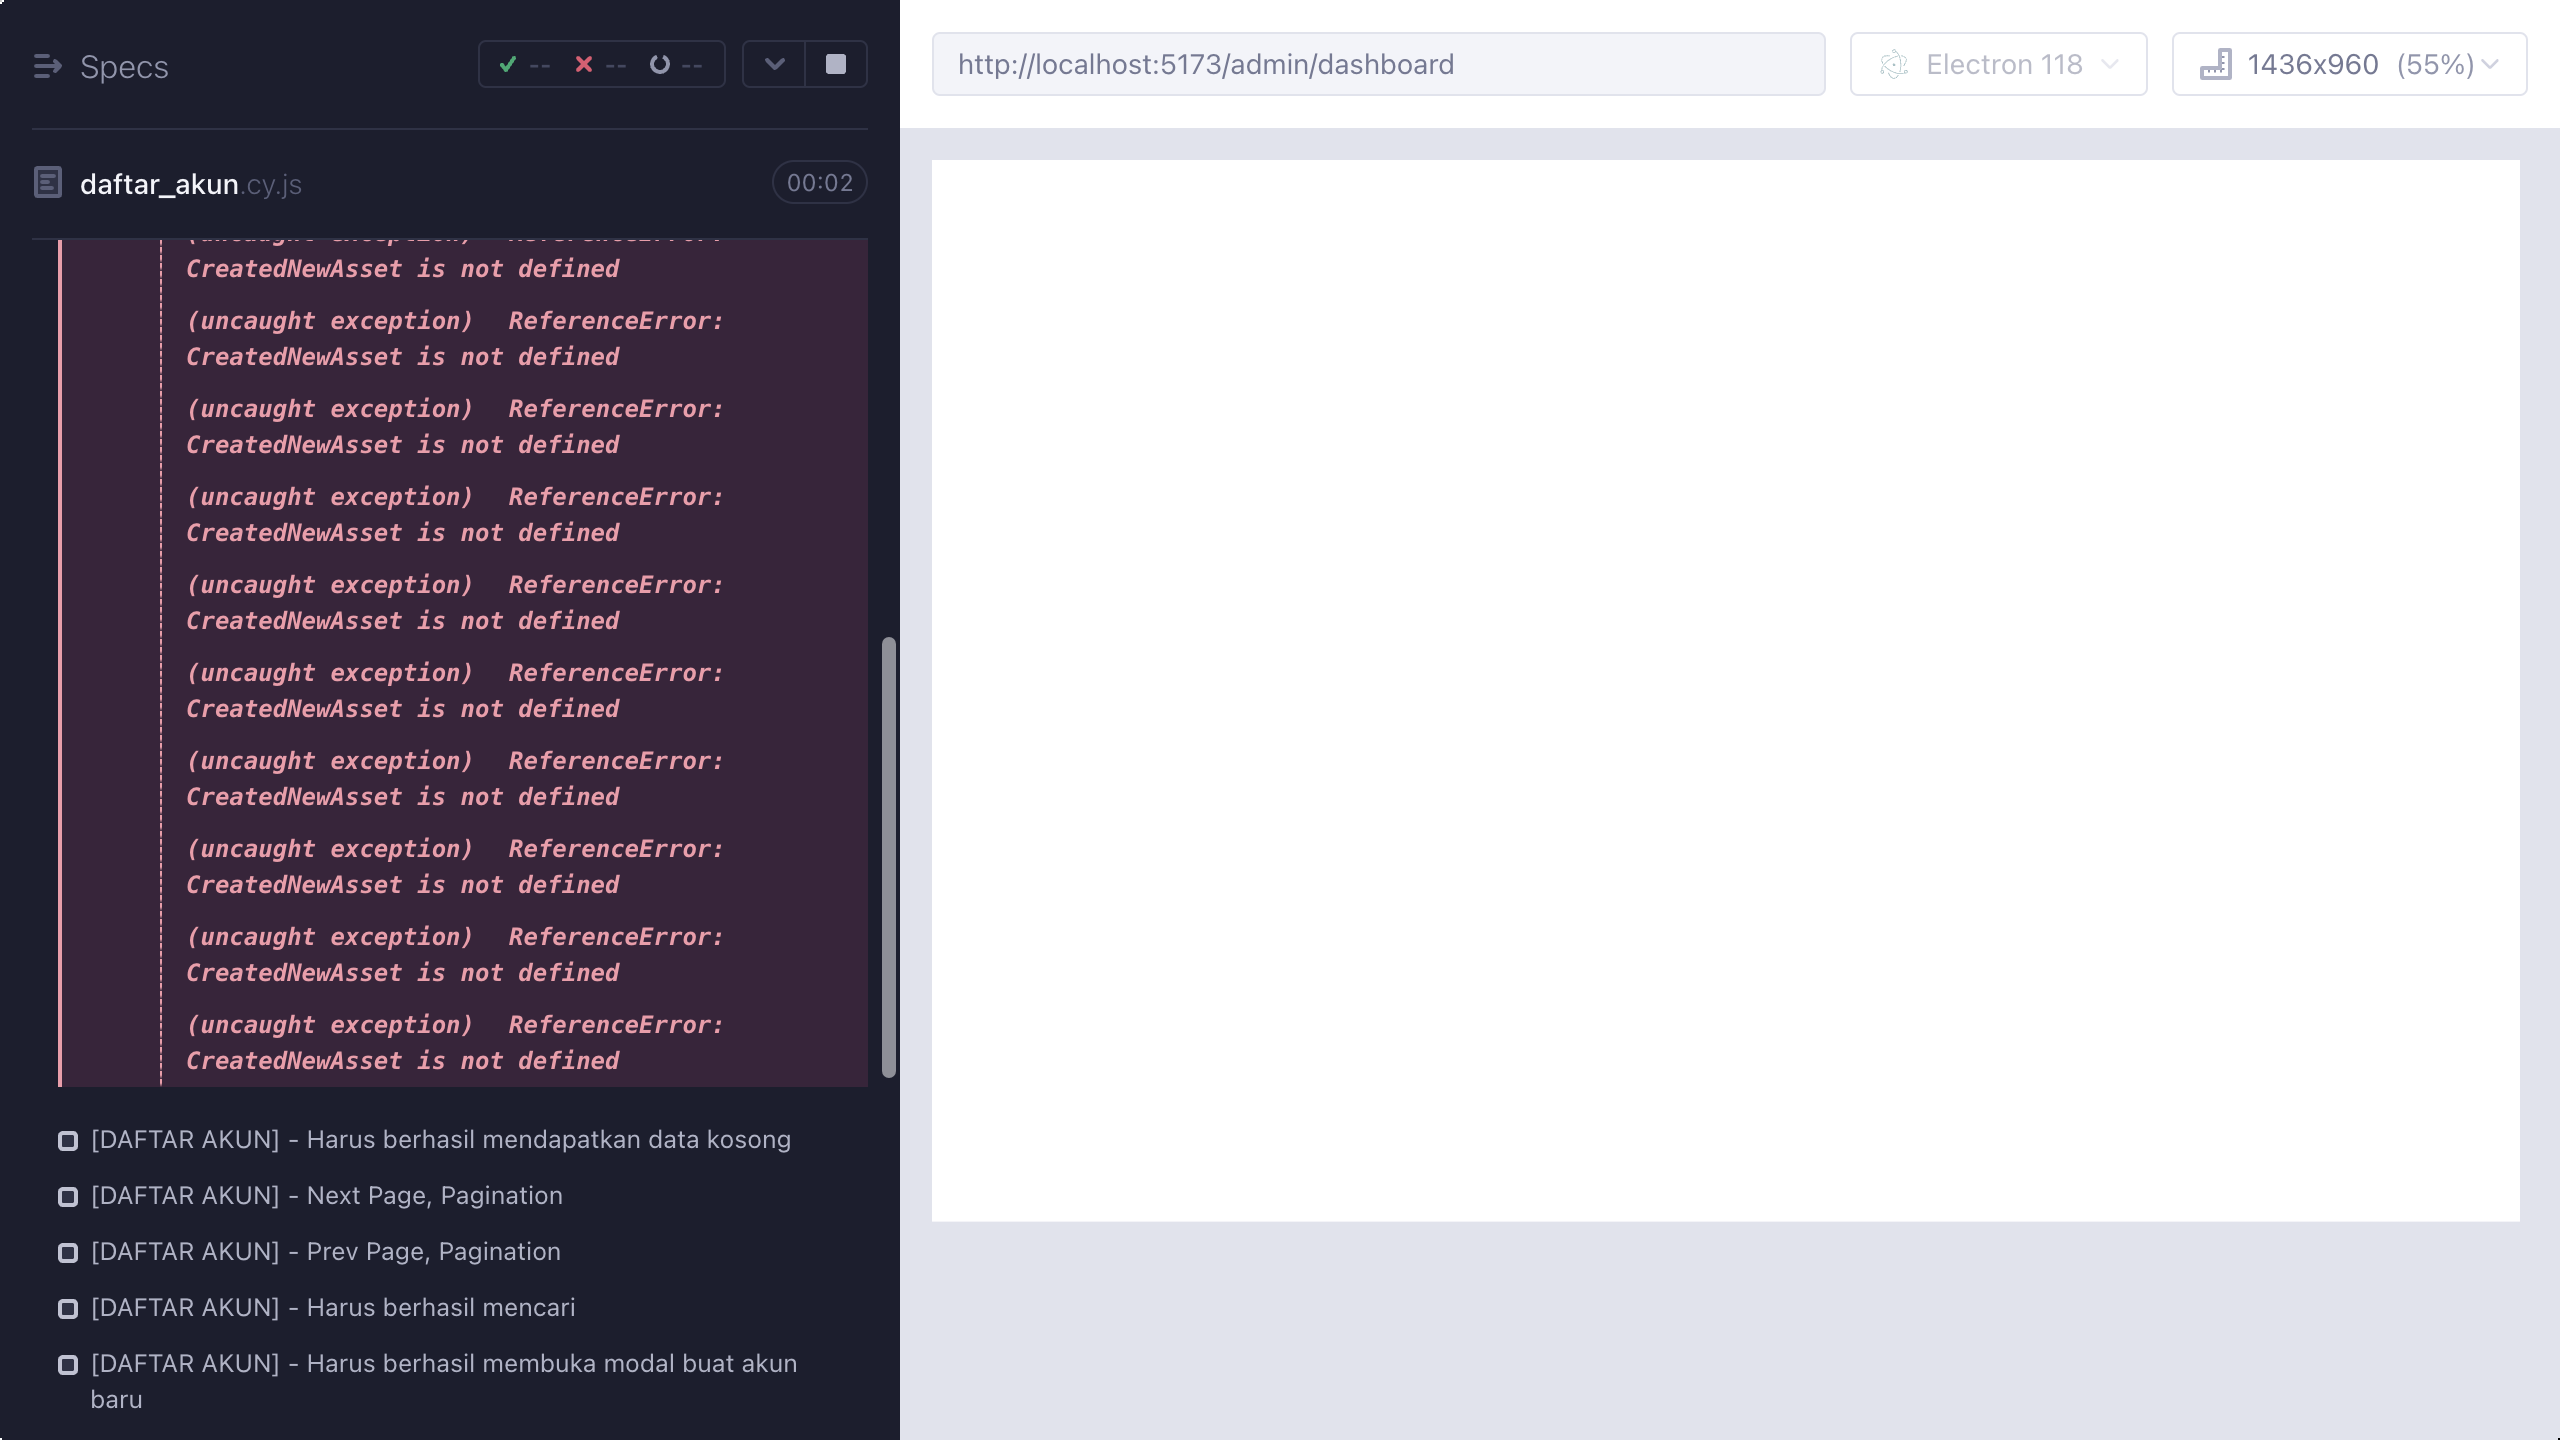 Specs
-- -- --
http://localhost:5173/admin/dashboard
Electron 118
1436x960 (55%)
daftar_akun.cy.js
00:02
(uncaught exception) ReferenceError:
CreatedNewAsset is not defined
(uncaught exception) ReferenceError:
CreatedNewAsset is not defined
(uncaught exception) ReferenceError:
CreatedNewAsset is not defined
(uncaught exception) ReferenceError:
CreatedNewAsset is not defined
(uncaught exception) ReferenceError:
CreatedNewAsset is not defined
(uncaught exception) ReferenceError:
CreatedNewAsset is not defined
(uncaught exception) ReferenceError:
CreatedNewAsset is not defined
(uncaught exception) ReferenceError:
CreatedNewAsset is not defined
(uncaught exception) ReferenceError:
CreatedNewAsset is not defined
(uncaught exception) ReferenceError:
CreatedNewAsset is not defined
[DAFTAR AKUN] - Harus berhasil mendapatkan data kosong
[DAFTAR AKUN] - Next Page, Pagination
[DAFTAR AKUN] - Prev Page, Pagination
[DAFTAR AKUN] - Harus berhasil mencari
[DAFTAR AKUN] - Harus berhasil membuka modal buat akun
baru